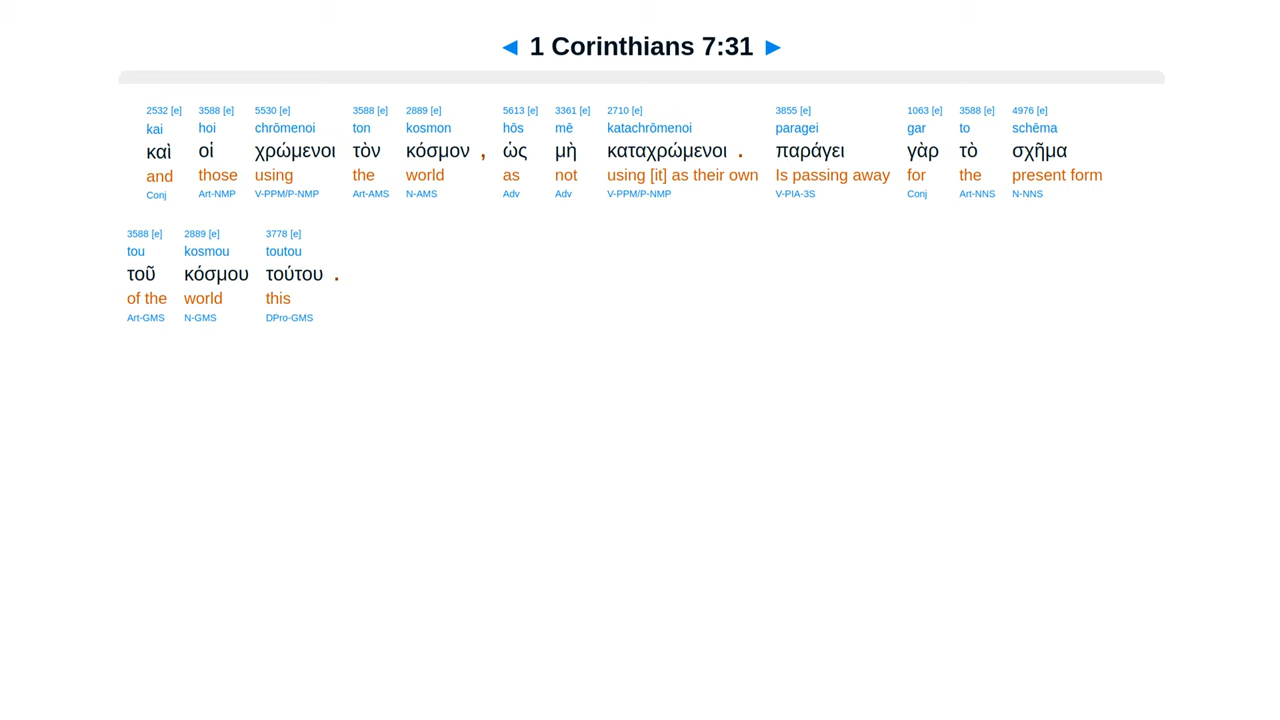 ◄ 1 Corinthians 7:31 ►
2532 [e] 3588 [e] 5530 [e] 3588 [e] 2889 [e] 5613 [e] 3361 [e] 2710 [e] 3855 [e] 1063 [e] 3588 [e] 4976 [e]
kai hoi chrōmenoi ton kosmon hōs mē katachrōmenoi paragei gar to schēma
καὶ οἱ χρώμενοι τὸν κόσμον , ὡς μὴ καταχρώμενοι . παράγει γὰρ τὸ σχῆμα
and those using the world as not using [it] as their own Is passing away for the present form
Conj Art-NMP V-PPM/P-NMP Art-AMS N-AMS Adv Adv V-PPM/P-NMP V-PIA-3S Conj Art-NNS N-NNS
3588 [e] 2889 [e] 3778 [e]
tou kosmou toutou
τοῦ κόσμου τούτου .
of the world this
Art-GMS N-GMS DPro-GMS